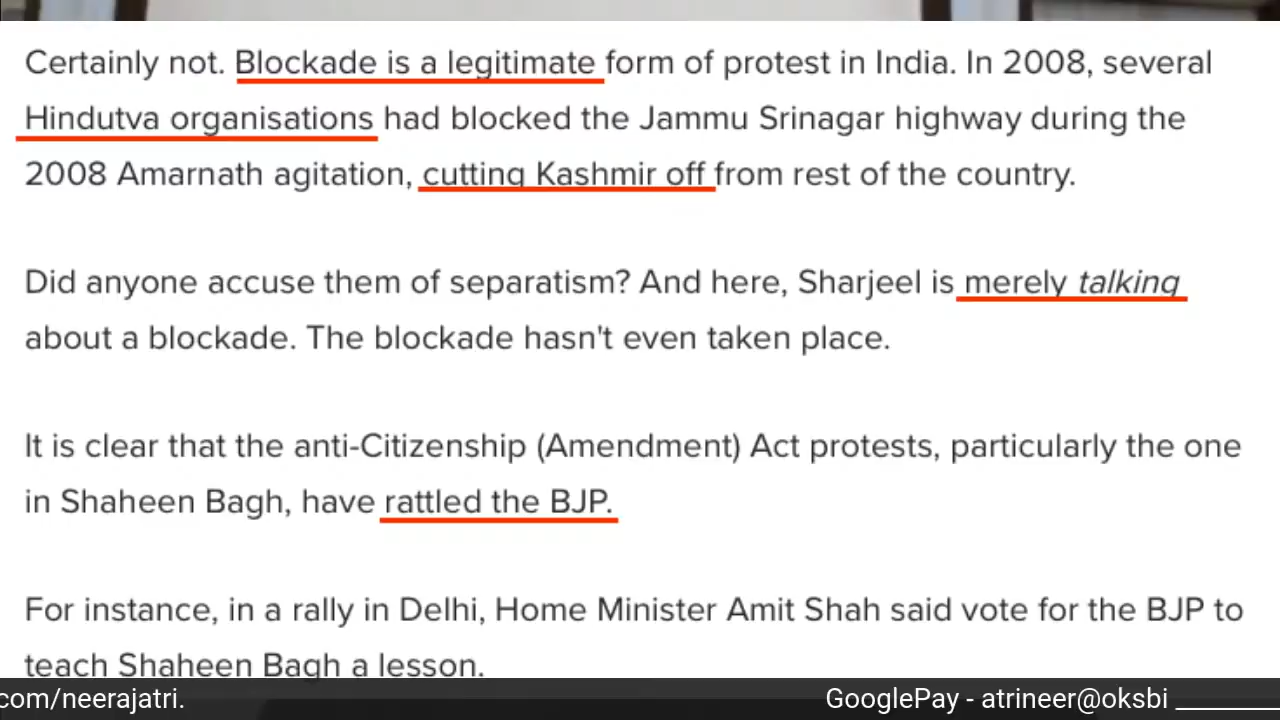 Certainly not. Blockade is a legitimate form of protest in India. In 2008, several
Hindutva organisations had blocked the Jammu Srinagar highway during the
2008 Amarnath agitation, cutting Kashmir off from rest of the country.
Did anyone accuse them of separatism? And here, Sharjeel is merely talking
about a blockade. The blockade hasn't even taken place.
It is clear that the anti-Citizenship (Amendment) Act protests, particularly the one
in Shaheen Bagh, have rattled the BJP.
For instance, in a rally in Delhi, Home Minister Amit Shah said vote for the BJP to
teach Shaheen Bagh a lesson.
com/neerajatri. GooglePay - atrineer@oksbi ________